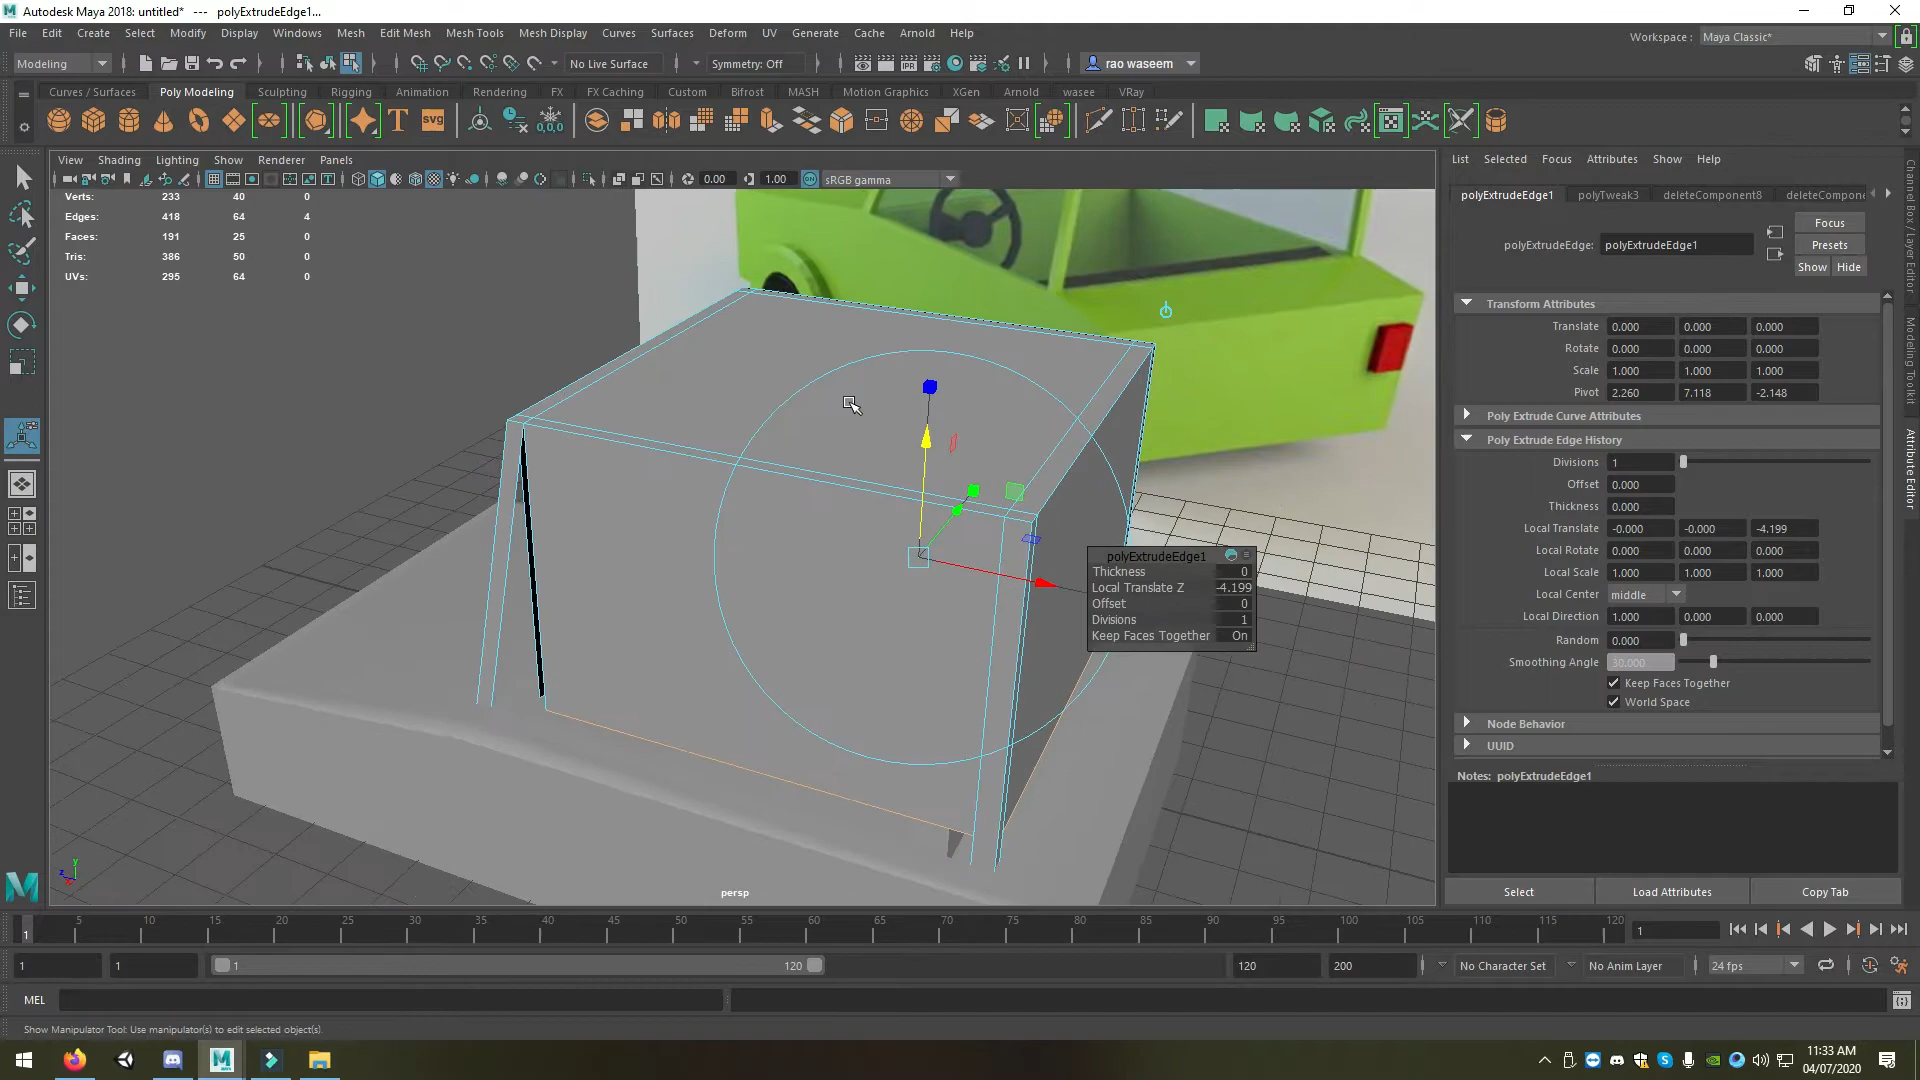 Autodesk Maya 2018: untitled*   ---   polyExtrudeEdge1...
File Edit Create Select Modify Display Windows Mesh Edit Mesh Mesh Tools Mesh Display Curves Surfaces Deform UV Generate Cache Arnold Help
Workspace : Maya Classic*
Modeling No Live Surface Symmetry: Off rao waseem
Curves / Surfaces Poly Modeling Sculpting Rigging Animation Rendering FX FX Caching Custom Bifrost MASH Motion Graphics XGen Arnold wasee VRay
View Shading Lighting Show Renderer Panels
0.00 1.00 sRGB gamma
Verts: 233 40 0
Edges: 418 64 4
Faces: 191 25 0
Tris: 386 50 0
UVs: 295 64 0
polyExtrudeEdge1
Thickness 0
Local Translate Z -4.199
Offset 0
Divisions 1
Keep Faces Together On
persp
List Selected Focus Attributes Show Help
polyExtrudeEdge1 polyTweak3 deleteComponent8 deleteCompone
Focus
polyExtrudeEdge: polyExtrudeEdge1 Presets
Show Hide
Transform Attributes
Translate 0.000 0.000 0.000
Rotate 0.000 0.000 0.000
Scale 1.000 1.000 1.000
Pivot 2.260 7.118 -2.148
Poly Extrude Curve Attributes
Poly Extrude Edge History
Divisions 1
Offset 0.000
Thickness 0.000
Local Translate -0.000 -0.000 -4.199
Local Rotate 0.000 0.000 0.000
Local Scale 1.000 1.000 1.000
Local Center middle
Local Direction 1.000 0.000 0.000
Random 0.000
Smoothing Angle 30.000
Keep Faces Together
World Space
Node Behavior
UUID
Notes: polyExtrudeEdge1
Select Load Attributes Copy Tab
Channel Box / Layer Editor
Modeling Toolkit
Attribute Editor
1 5 10 15 20 25 30 35 40 45 50 55 60 65 70 75 80 85 90 95 100 105 110 115 120 1
1 1 1 120 120 200 No Character Set No Anim Layer 24 fps
MEL
Show Manipulator Tool: Use manipulator(s) to edit selected object(s).
11:33 AM
04/07/2020